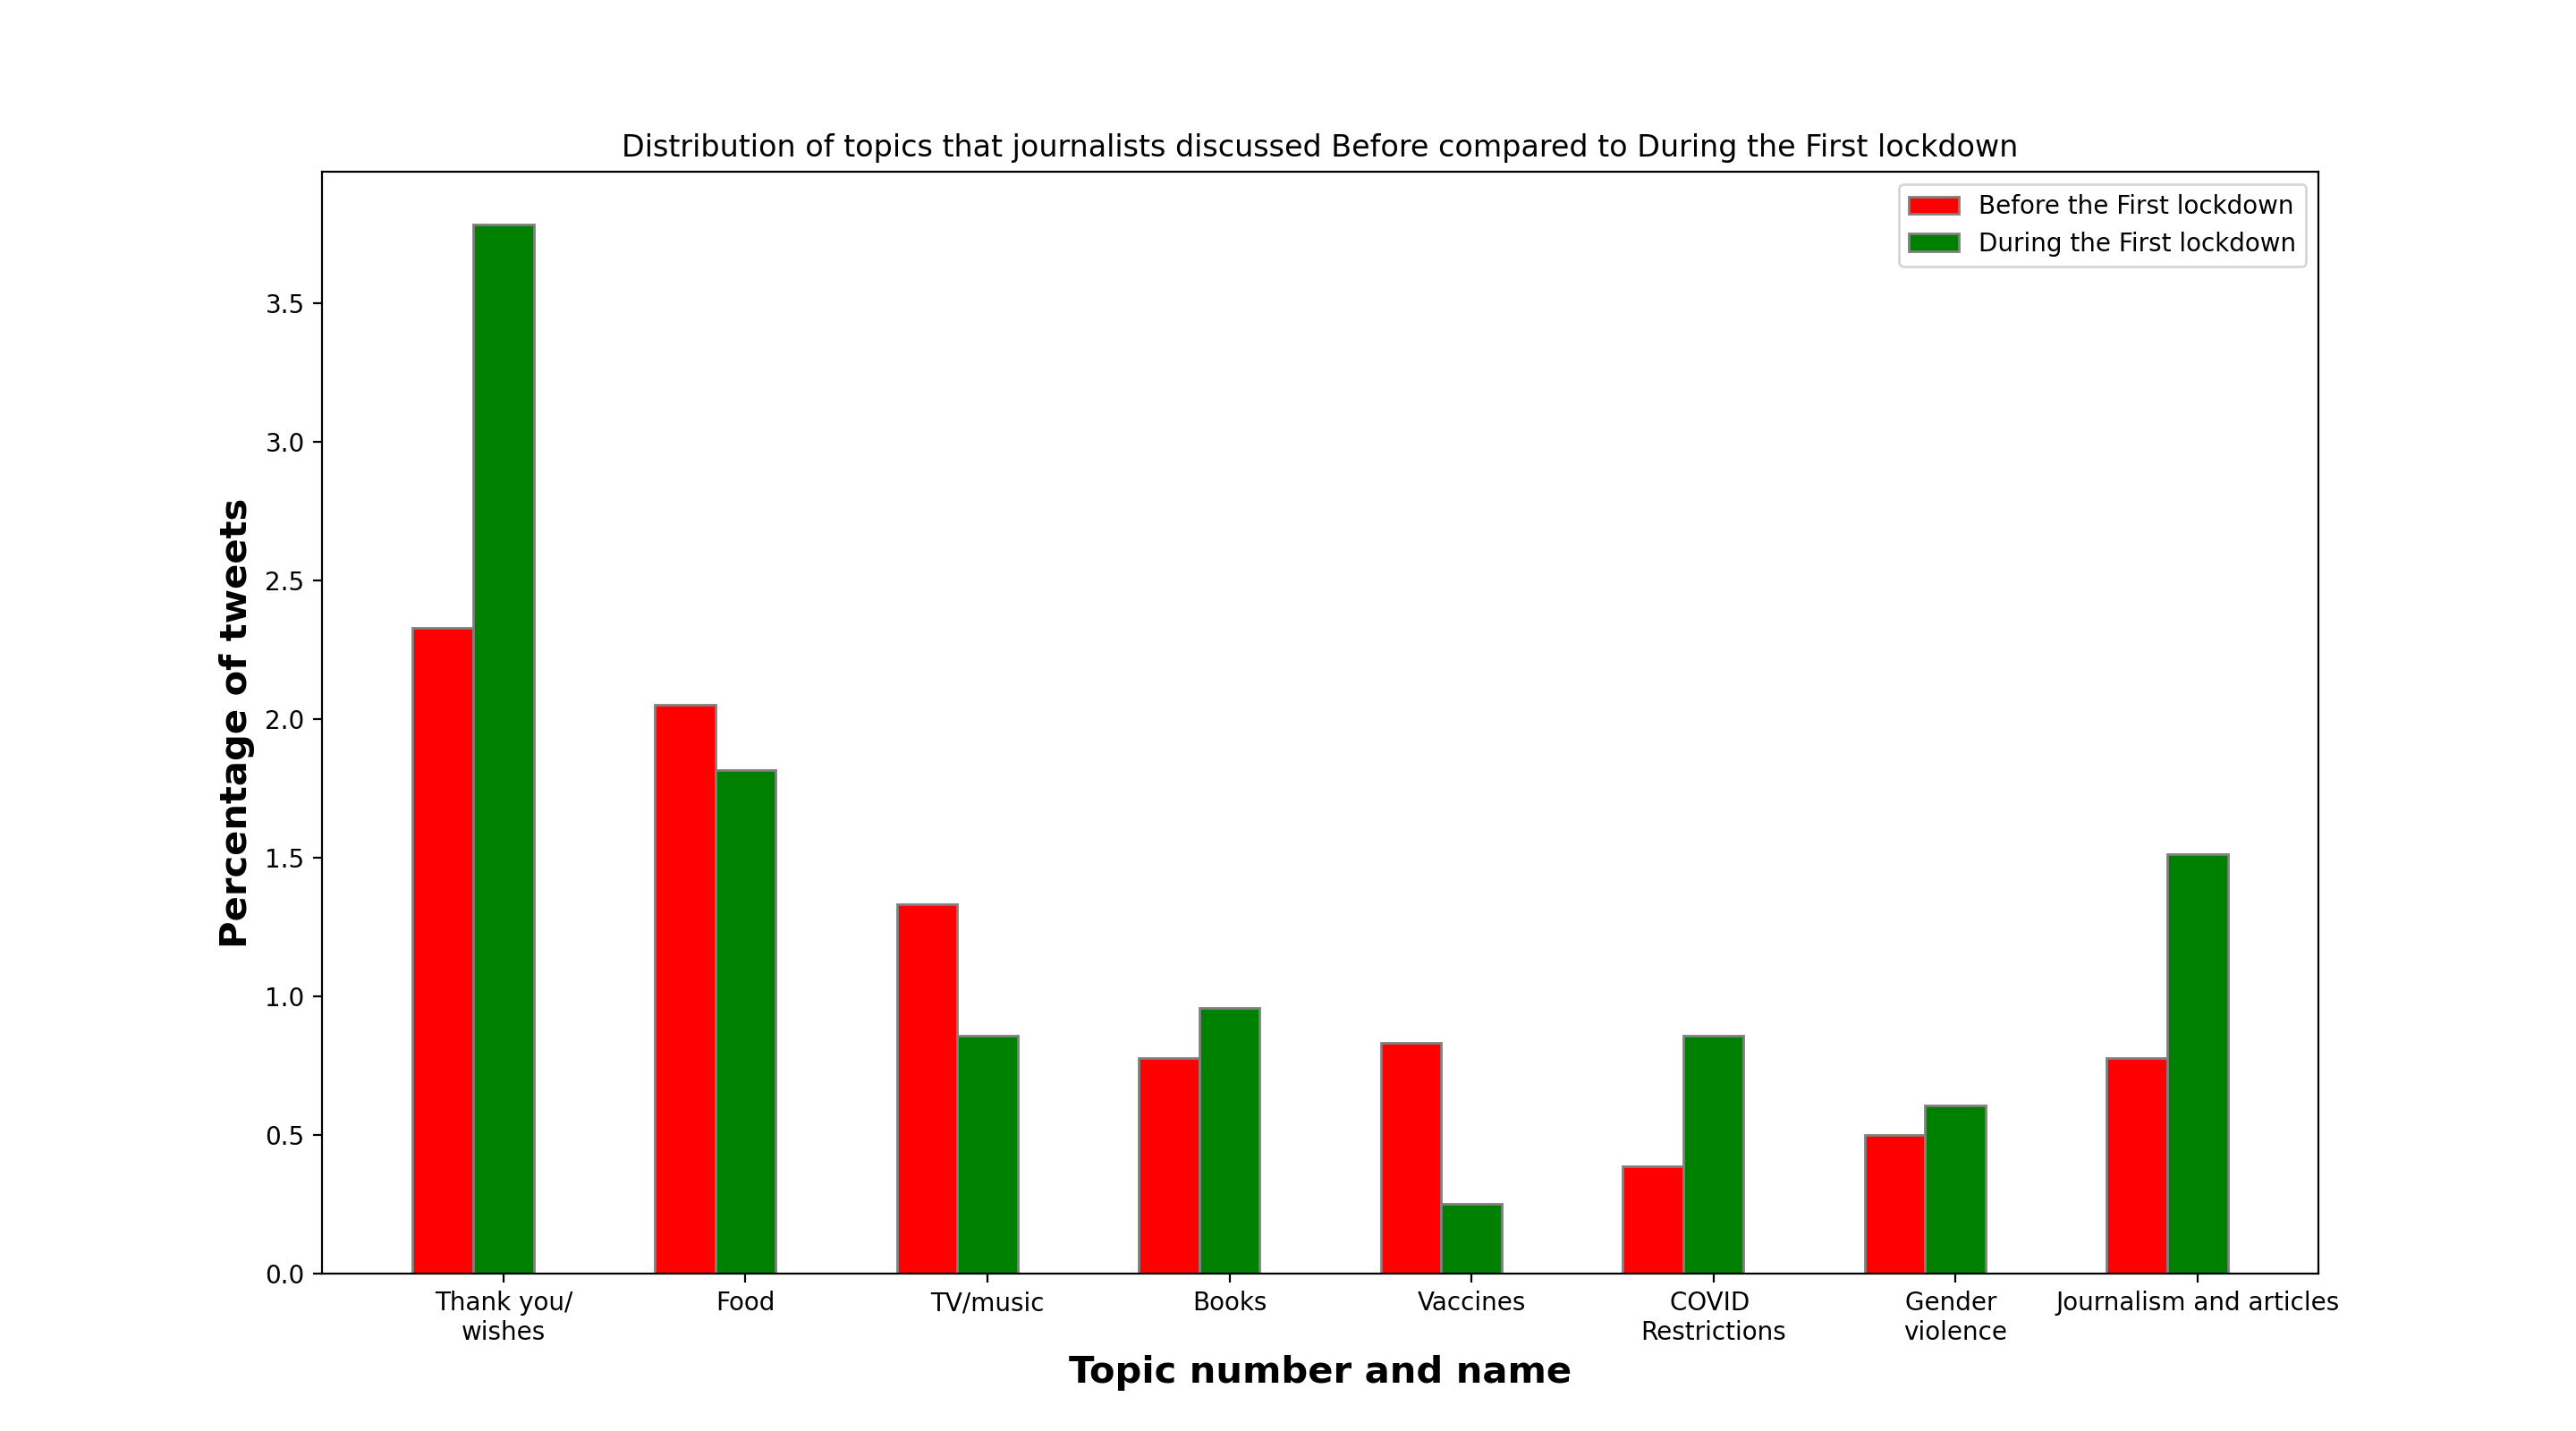 Distribution of topics that journalists discussed Before compared to During the First lockdown
Before the First lockdown
During the First lockdown
Percentage of tweets
3.5
3.0
2.5
2.0
1.5
1.0
0.5
0.0
Thank you/
wishes
Food
TV/music
Books
Vaccines
COVID
Restrictions
Gender
violence
Journalism and articles
Topic number and name